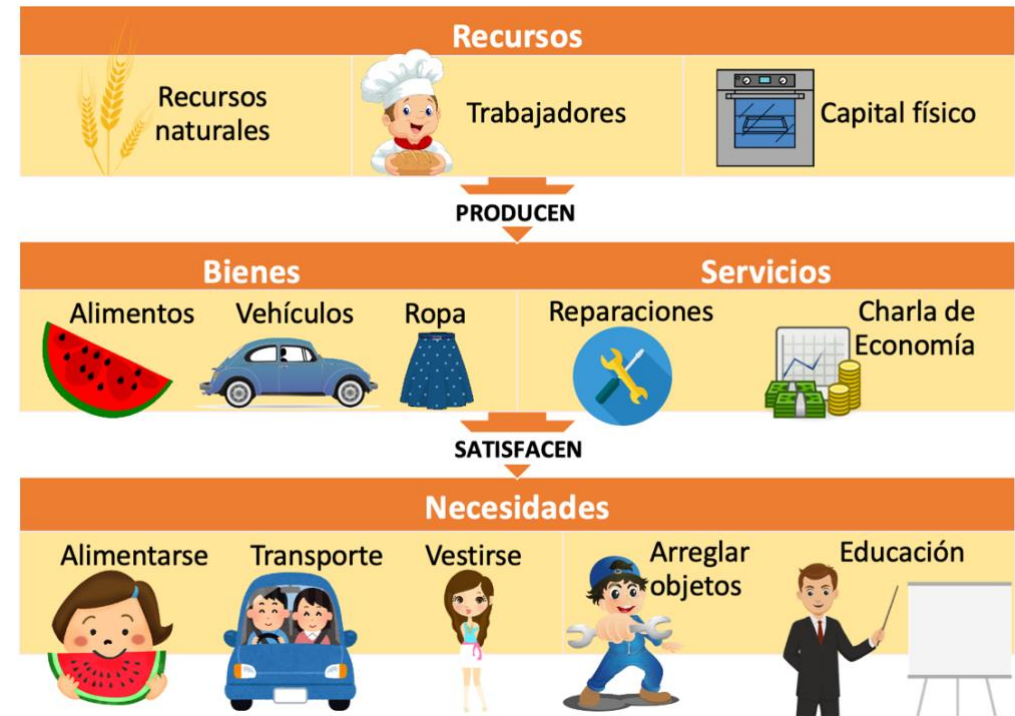 Recursos
Recursos
naturales
Trabajadores
Capital físico
PRODUCEN
Bienes
Servicios
Alimentos
Vehículos
Ropa
Reparaciones
Charla de
Economía
SATISFACEN
Necesidades
Alimentarse
Transporte
Vestirse
Arreglar
objetos
Educación